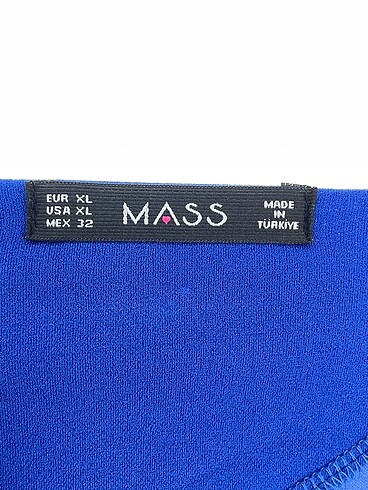 EUR XL
USA XL
MEX 32
MASS
MADE
IN
TÜRKİYE